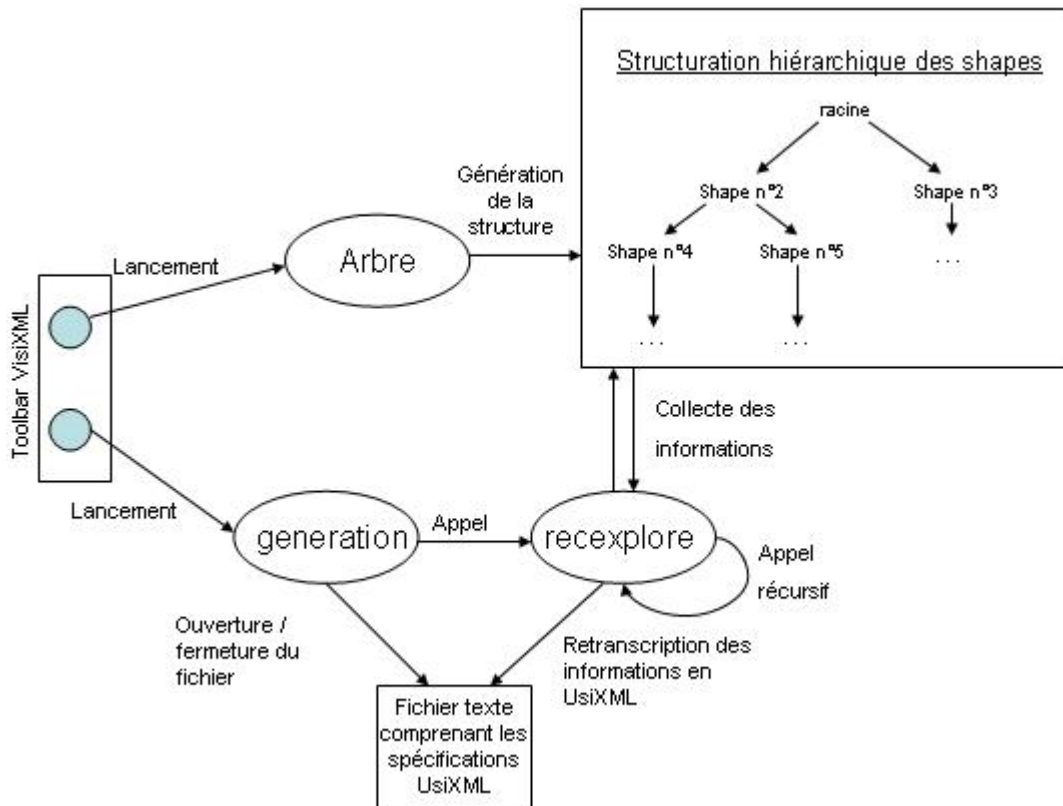 Structuration hiérarchique des shapes
racine
Shape n°2
Shape n°3
Shape n°4
Shape n°5
. . .
. . .
. . .
Génération
de la
structure
Arbre
Lancement
Toolbar VisiXML
Lancement
generation
Appel
recexplore
Collecte des
informations
Appel
récursif
Ouverture /
fermeture du
fichier
Retranscription des
informations en
UsiXML
Fichier texte
comprenant les
spécifications
UsiXML